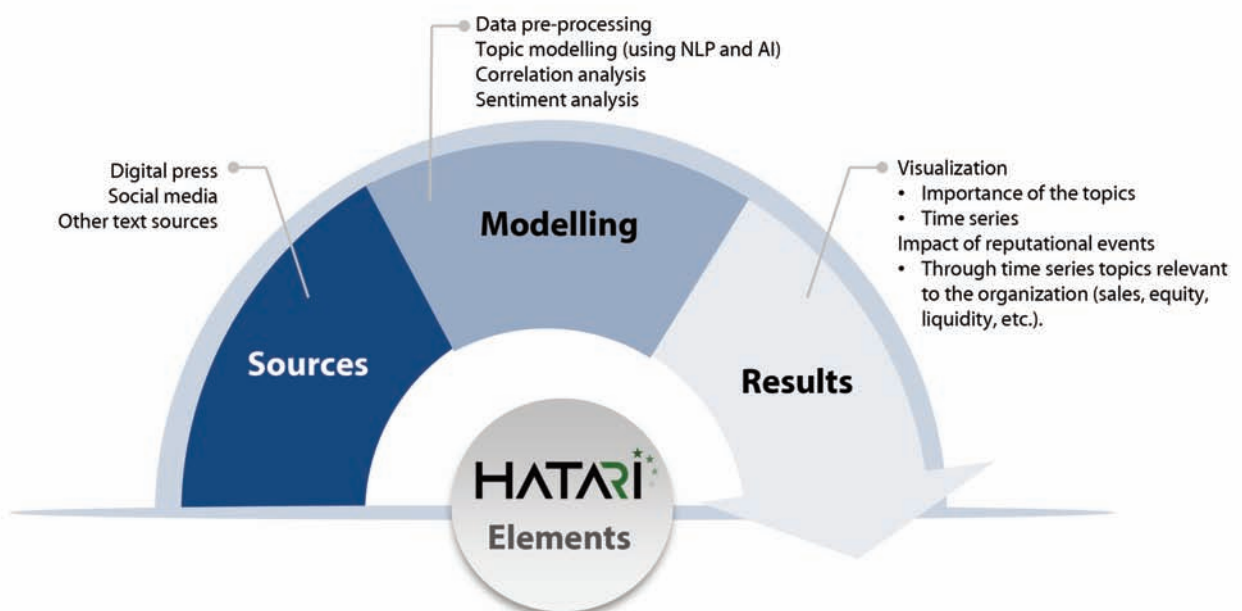 Data pre-processing
Topic modelling (using NLP and AI)
Correlation analysis
Sentiment analysis
Digital press
Social media
Other text sources
Visualization
• Importance of the topics
• Time series
Impact of reputational events
• Through time series topics relevant
to the organization (sales, equity,
liquidity, etc.).
Modelling
Sources
Results
HATARI
Elements